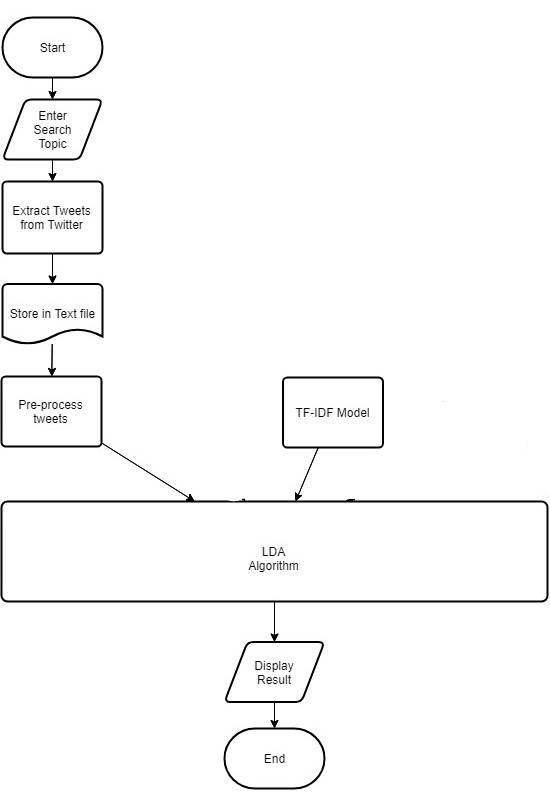 Start
Enter
Search
Topic
Extract Tweets
from Twitter
Store in Text file
Pre-process
tweets
TF-IDF Model
LDA
Algorithm
Display
Result
End